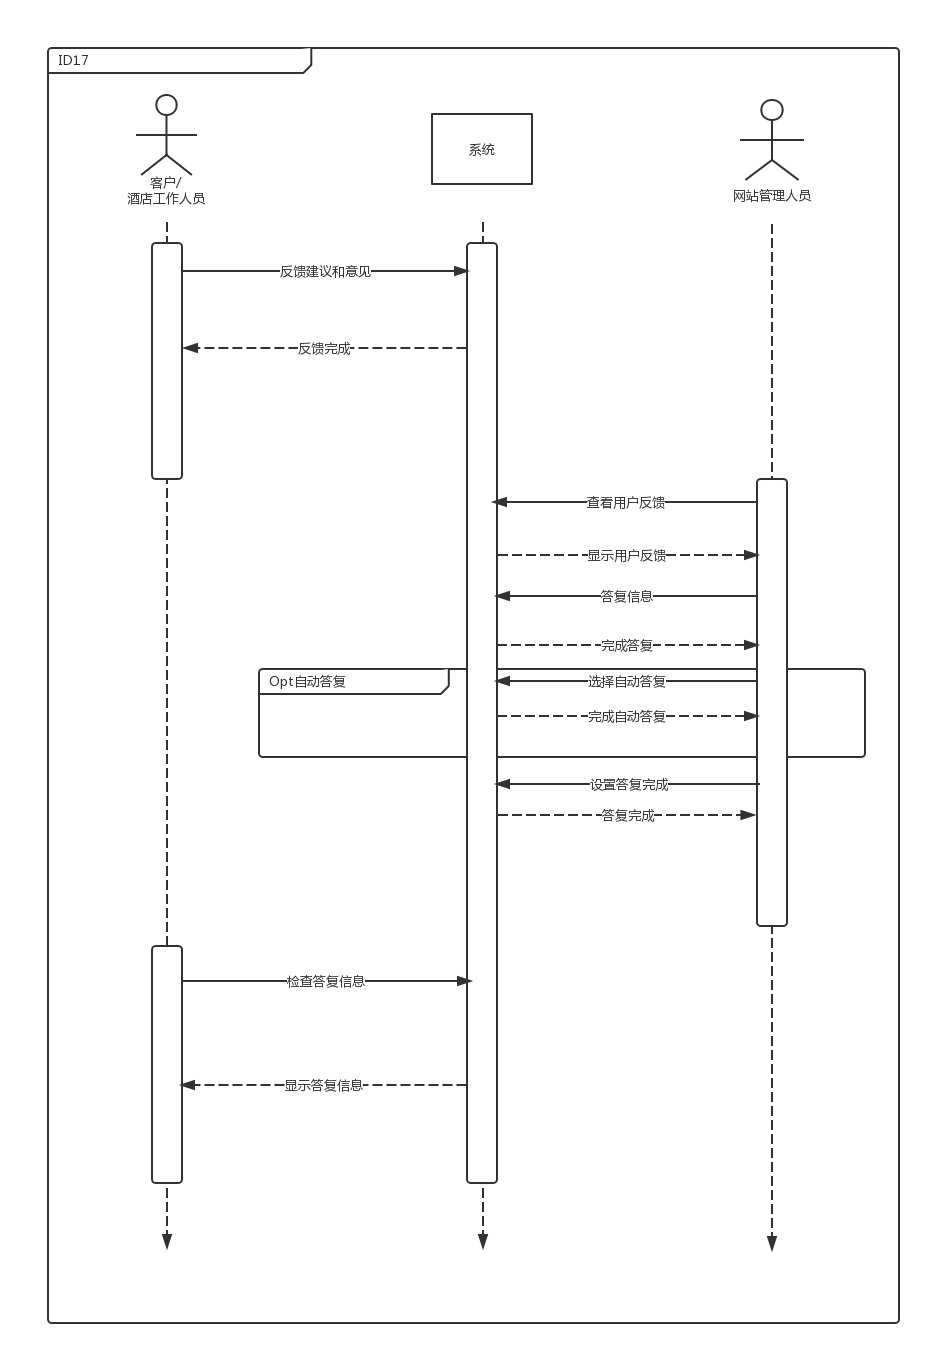 ID17
客户/
酒店工作人员
系统
网站管理人员
反馈建议和意见
反馈完成
查看用户反馈
显示用户反馈
答复信息
完成答复
Opt自动答复
选择自动答复
完成自动答复
设置答复完成
答复完成
检查答复信息
显示答复信息